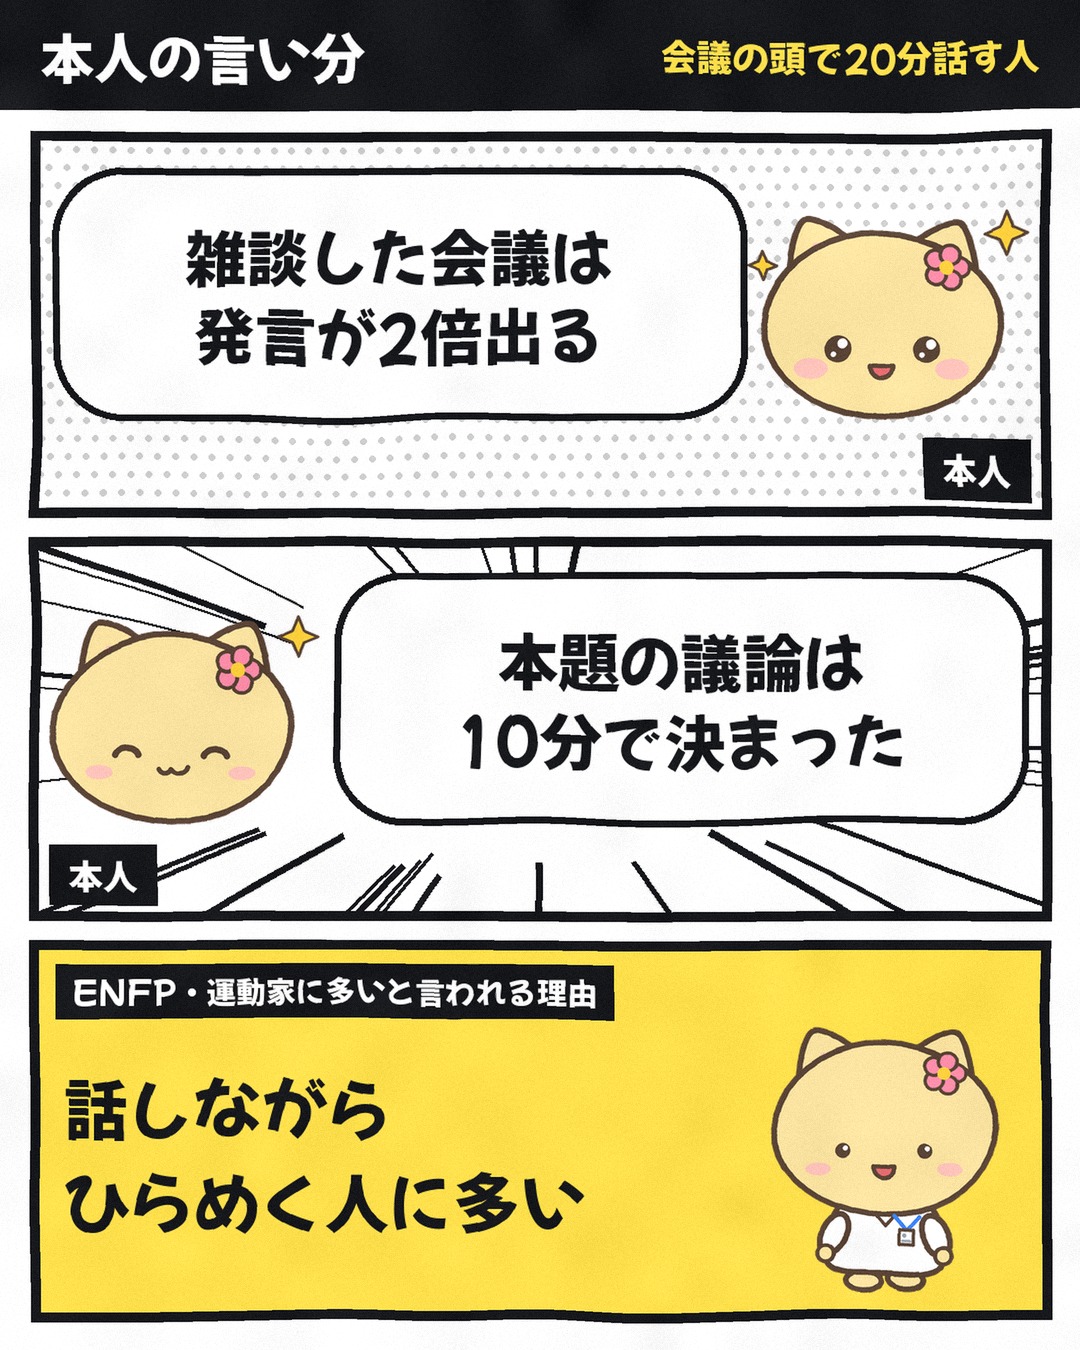 本人の言い分
会議の頭で20分話す人
雑談した会議は
発言が2倍出る
本人
本題の議論は
10分で決まった
本人
ENFP・運動家に多いと言われる理由
話しながら
ひらめく人に多い